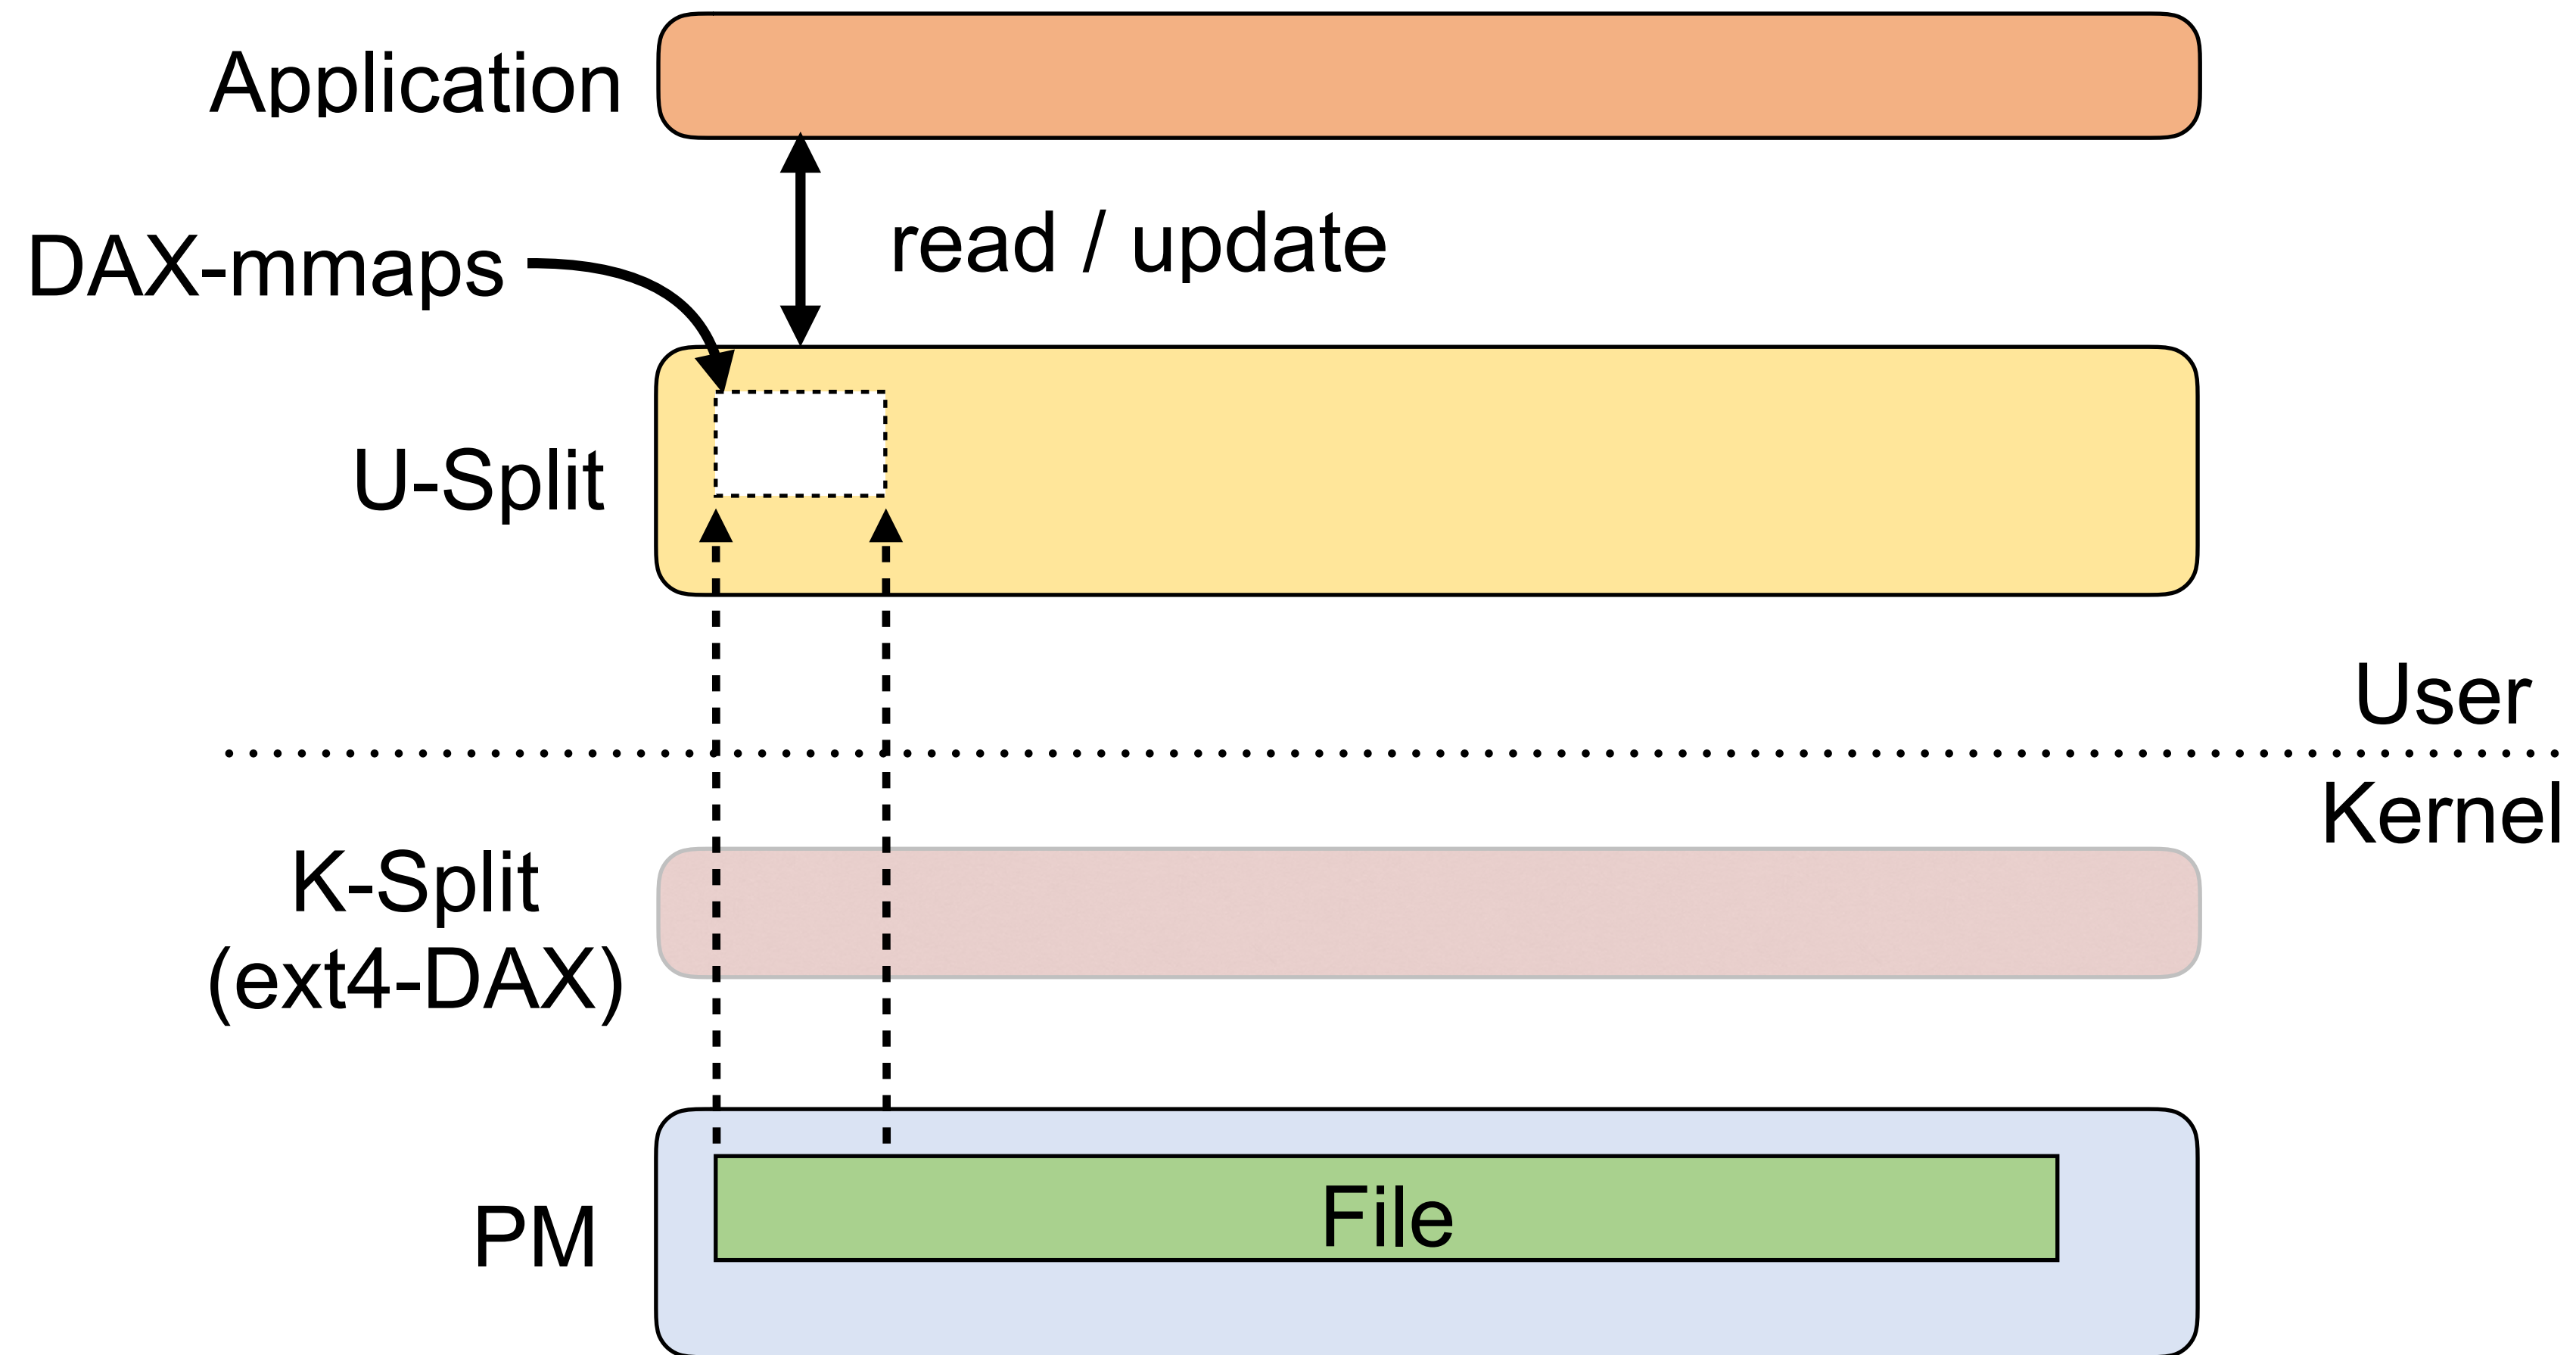 Application
read / update
DAX-mmaps
U-Split
User
Kernel
K-Split
(ext4-DAX)
File
PM